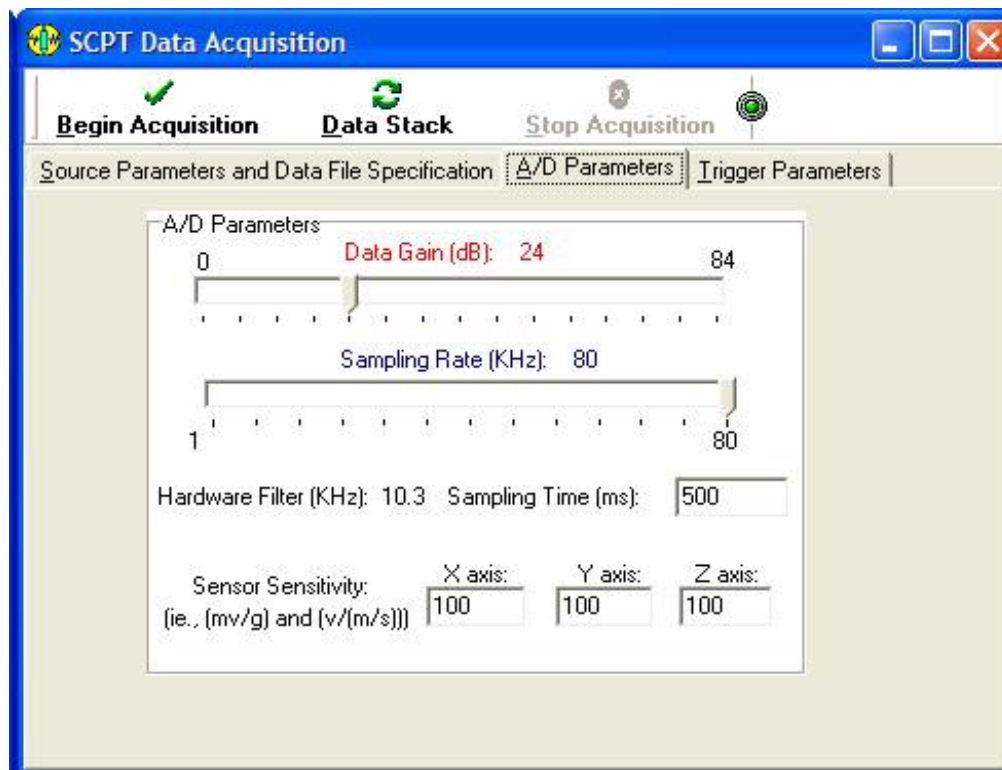 SCPT Data Acquisition
Begin Acquisition Data Stack Stop Acquisition
Source Parameters and Data File Specification A/D Parameters Trigger Parameters
A/D Parameters
0 Data Gain (dB): 24 84
Sampling Rate (KHz): 80
1 80
Hardware Filter (KHz): 10.3 Sampling Time (ms): 500
X axis: Y axis: Z axis:
Sensor Sensitivity: 100 100 100
(ie., (mv/g) and (v/(m/s)))